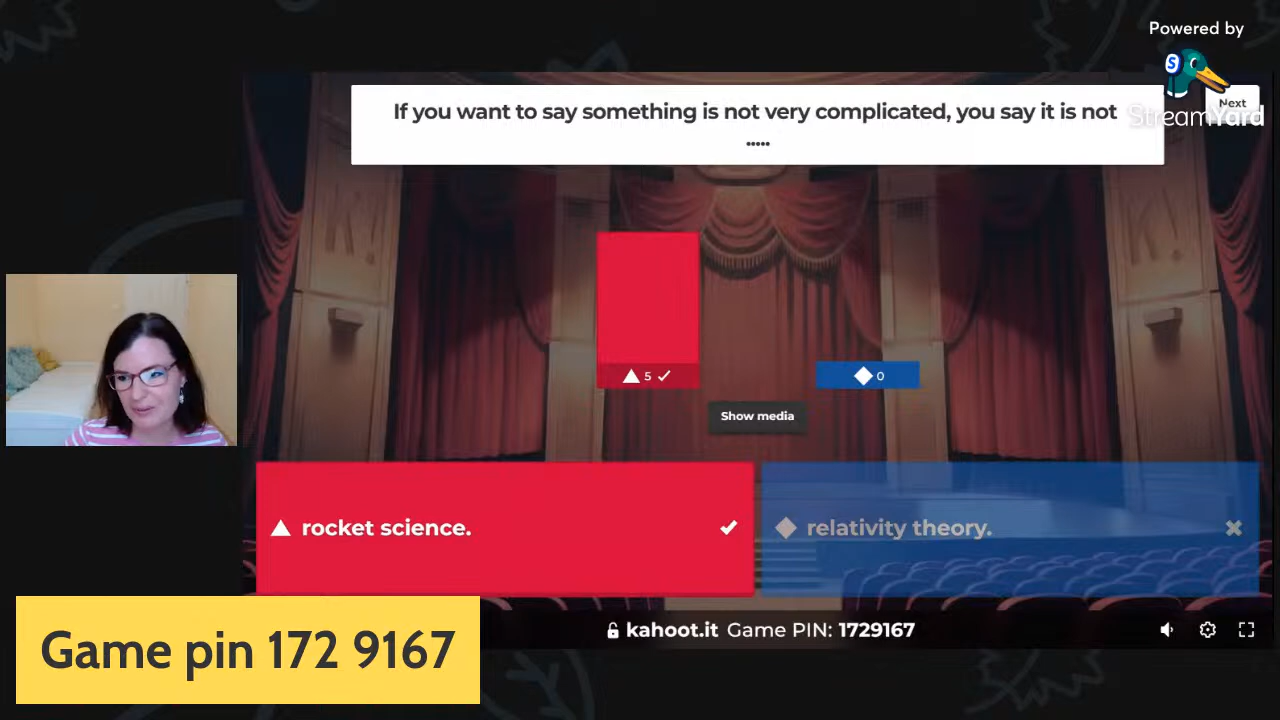 Powered by
StreamYard
Next
If you want to say something is not very complicated, you say it is not
.....
K!
K!
5
0
Show media
rocket science.
relativity theory.
kahoot.it Game PIN: 1729167
Game pin 172 9167